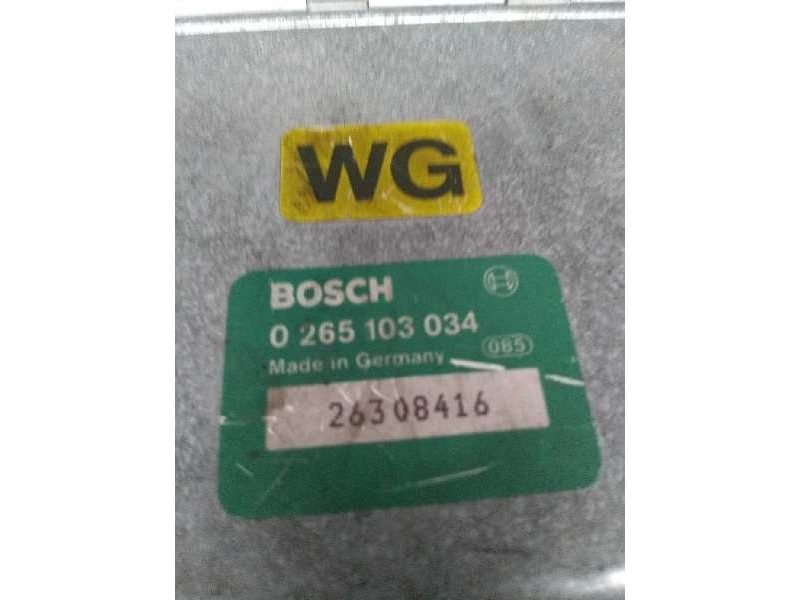 WG
BOSCH
0 265 103 034
Made in Germany 085
26308416